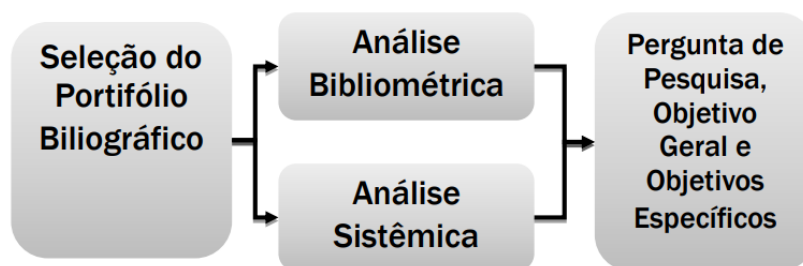 Seleção do
Portifólio
Biliográfico
Análise
Bibliométrica
Análise
Sistêmica
Pergunta de
Pesquisa,
Objetivo
Geral e
Objetivos
Específicos